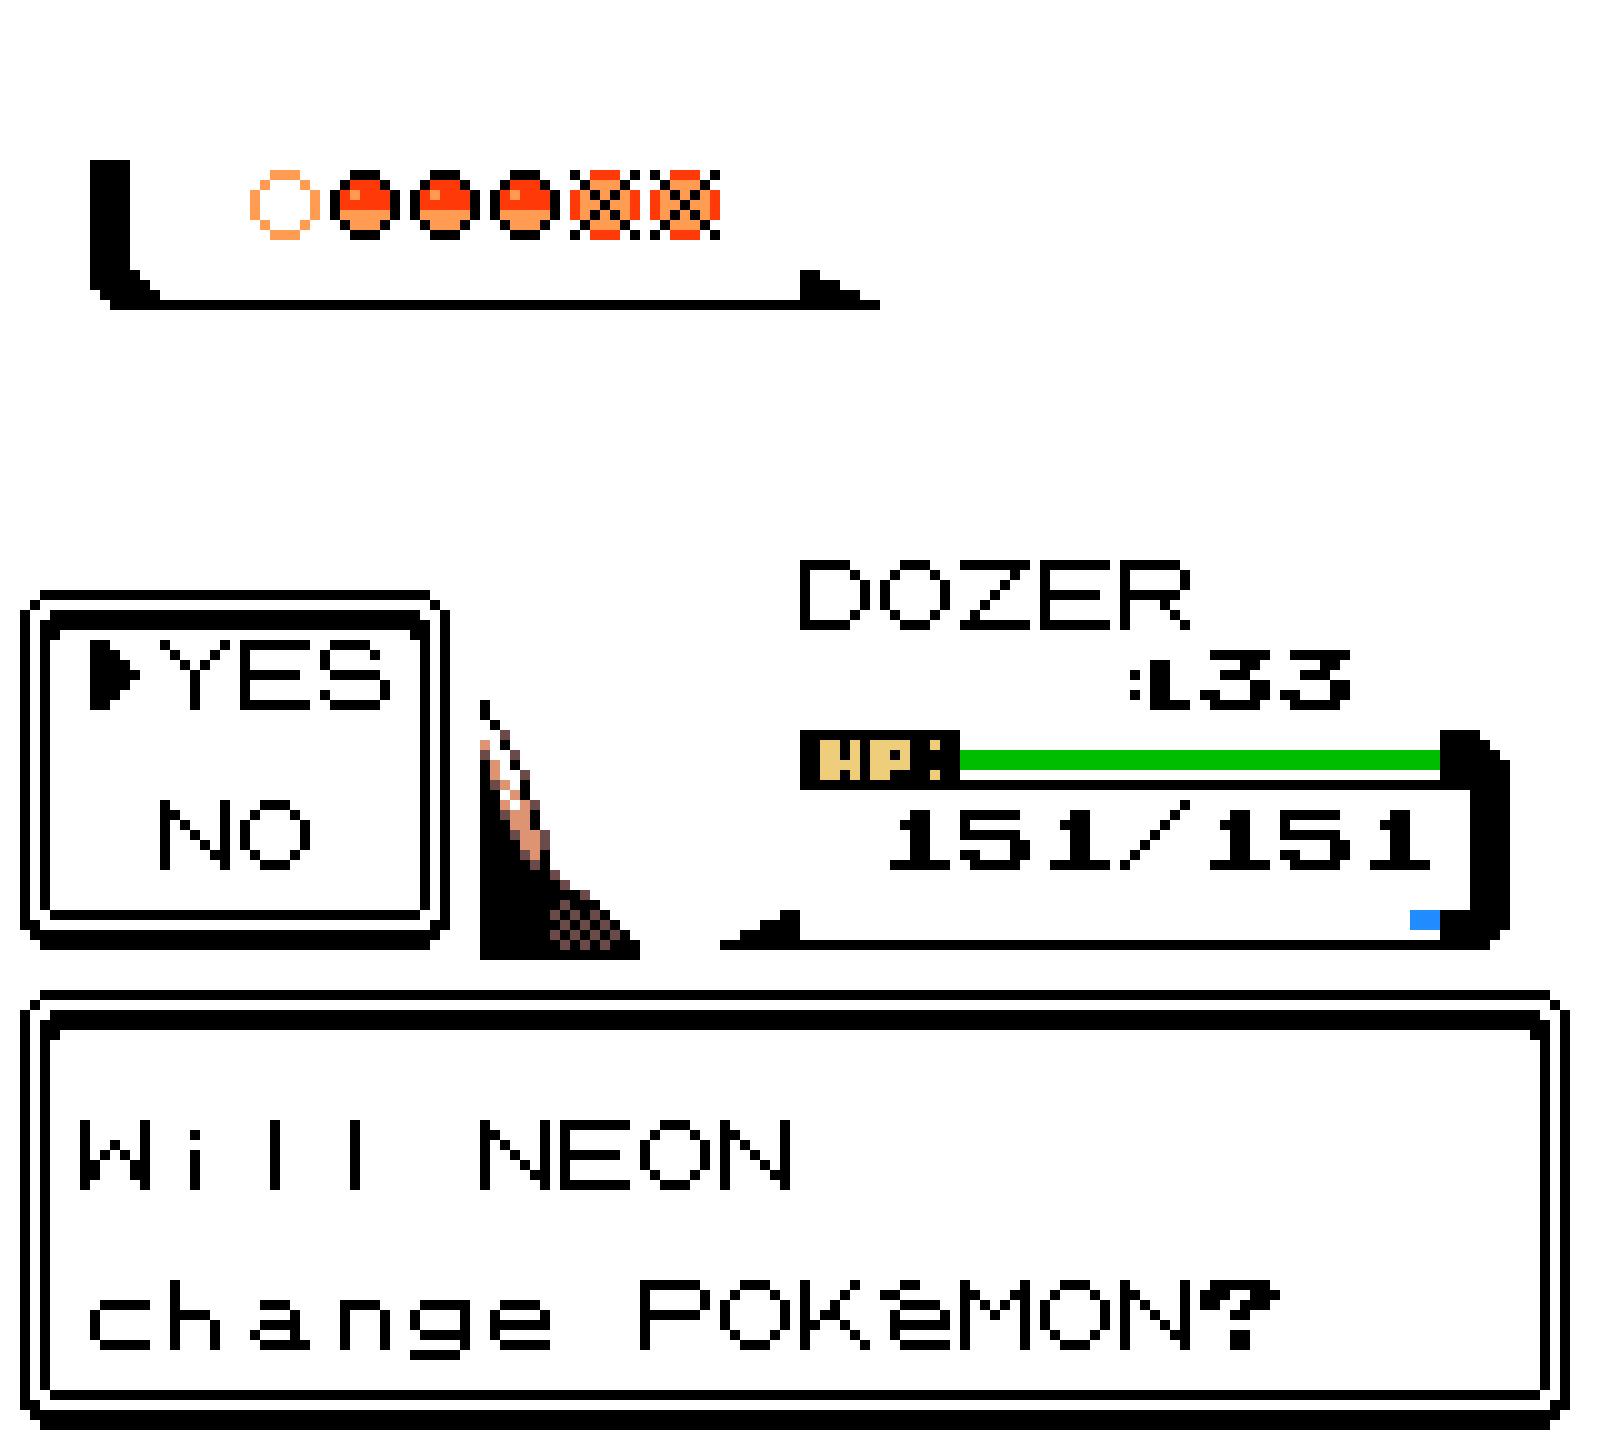 DOZER
:L33
HP:
151/151
▶YES
NO
Will NEON
change POKéMON?